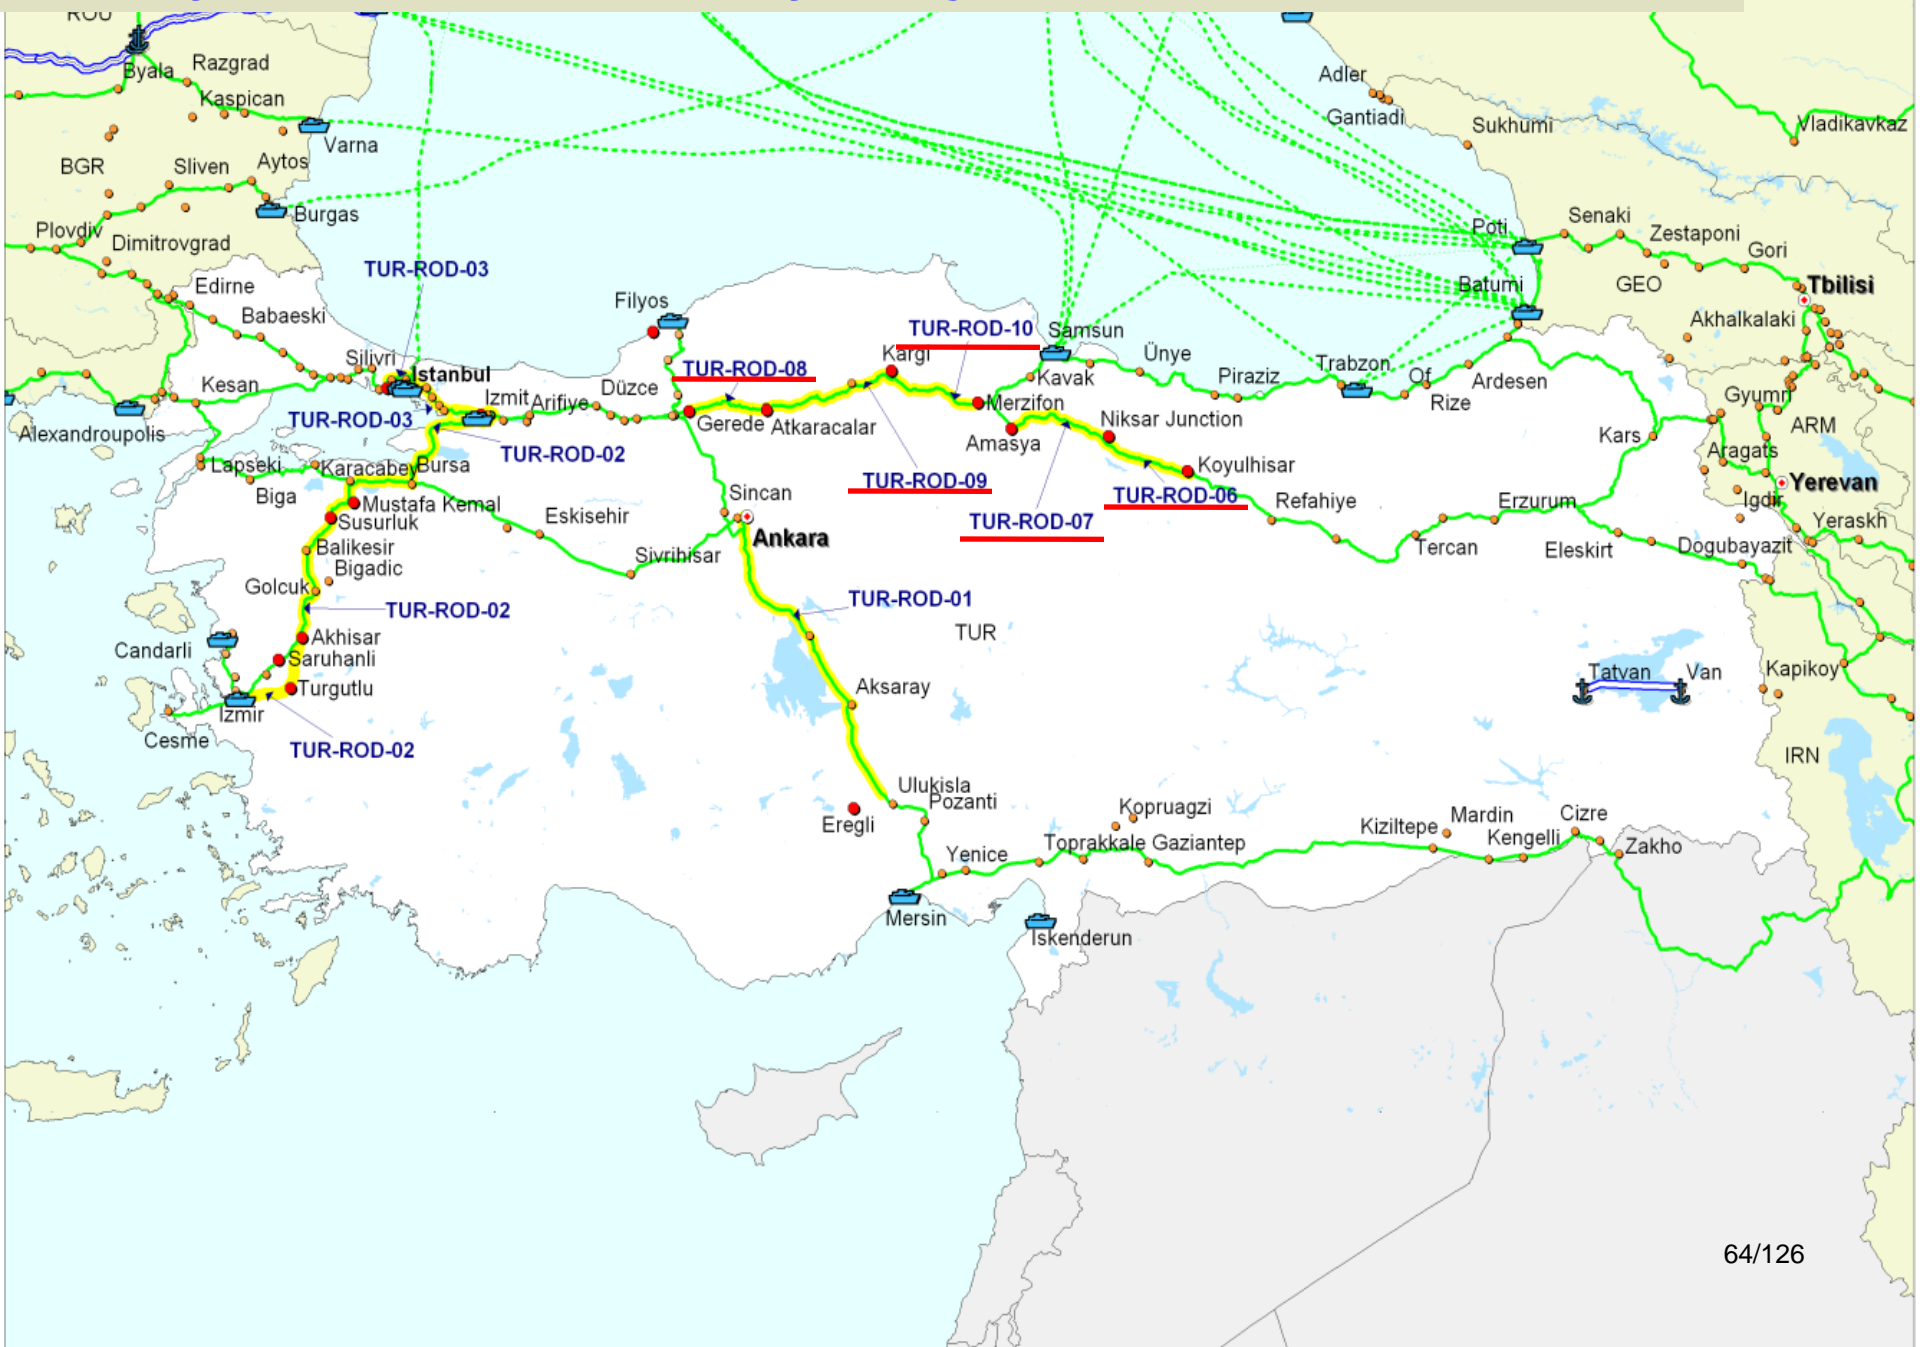 ROU
Byala
Razgrad
Kaspican
Varna
BGR
Sliven
Aytos
Burgas
Plovdiv
Dimitrovgrad
Adler
Gantiadi
Sukhumi
Vladikavkaz
Poti
Senaki
Zestaponi
Gori
Batumi
GEO
Tbilisi
Akhalkalaki
TUR-ROD-03
Edirne
Babaeski
Filyos
TUR-ROD-10
Samsun
Silivri
Istanbul
TUR-ROD-08
Kargi
Ünye
Trabzon
Of
Kesan
Izmit
Arifiye
Düzce
Kavak
Piraziz
Rize
Ardesen
Gyumri
TUR-ROD-03
Gerede
Atkaracalar
Merzifon
Niksar Junction
Alexandroupolis
Amasya
Kars
ARM
TUR-ROD-02
Aragats
Lapseki
Karacabey
Bursa
Koyulhisar
Biga
TUR-ROD-09
TUR-ROD-06
Yerevan
Mustafa Kemal
Sincan
Refahiye
Erzurum
Igdir
Susurluk
Eskisehir
TUR-ROD-07
Yeraskh
Ankara
Balikesir
Sivrihisar
Tercan
Eleskirt
Dogubayazit
Bigadic
Golcuk
TUR-ROD-02
TUR-ROD-01
Akhisar
TUR
Candarli
Saruhanli
Tatvan
Van
Kapikoy
Turgutlu
Aksaray
Izmir
Cesme
TUR-ROD-02
IRN
Ulukisla
Pozanti
Eregli
Kopruagzi
Kiziltepe
Mardin
Cizre
Toprakkale
Gaziantep
Kengelli
Zakho
Yenice
Mersin
Iskenderun
64/126